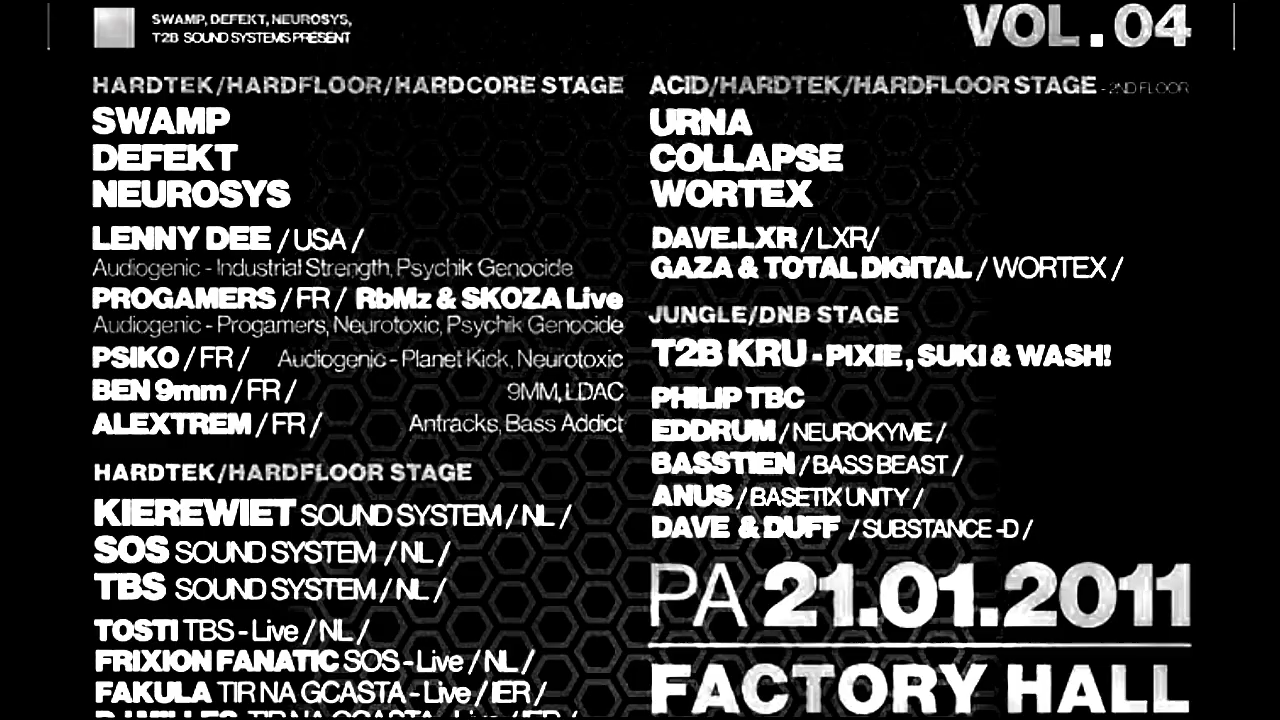 SWAMP, DEFEKT, NEUROSYS,
T2B SOUND SYSTEMS PRESENT
VOL.04
HARDTEK/HARDFLOOR/HARDCORE STAGE
SWAMP
DEFEKT
NEUROSYS
LENNY DEE / USA /
Audiogenic - Industrial Strength, Psychik Genocide
PROGAMERS / FR / RbMz & SKOZA Live
Audiogenic - Progamers, Neurotoxic, Psychik Genocide
PSIKO / FR / Audiogenic - Planet Kick, Neurotoxic
BEN 9mm / FR / 9MM, LDAC
ALEXTREM / FR / Antracks, Bass Addict
HARDTEK/HARDFLOOR STAGE
KIEREWIET SOUND SYSTEM / NL /
SOS SOUND SYSTEM / NL /
TBS SOUND SYSTEM / NL /
TOSTI TBS - Live / NL /
FRIXION FANATIC SOS - Live / NL /
FAKULA TIR NA GCASTA - Live / IER /
TIR NA GCASTA - Live / IER /
ACID/HARDTEK/HARDFLOOR STAGE - 2ND FLOOR
URNA
COLLAPSE
WORTEX
DAVE.LXR / LXR/
GAZA & TOTAL DIGITAL / WORTEX /
JUNGLE/DNB STAGE
T2B KRU - PIXIE, SUKI & WASH!
PHILIP TBC
EDDRUM / NEUROKYME /
BASSTIEN / BASS BEAST /
ANUS / BASETIX UNITY /
DAVE & DUFF / SUBSTANCE -D /
PA 21.01.2011
FACTORY HALL